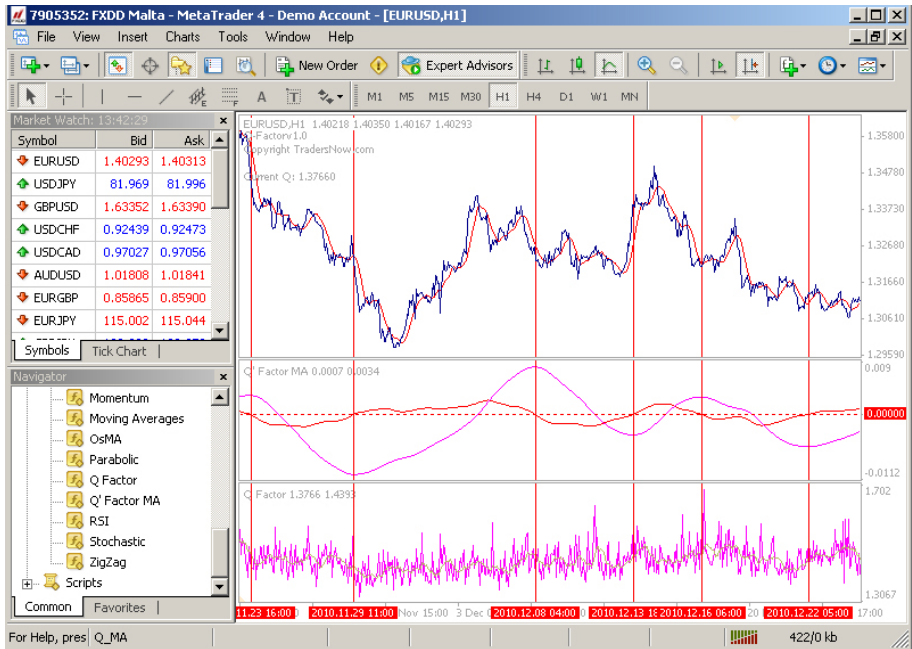 7905352: FXDD Malta - MetaTrader 4 - Demo Account - [EURUSD,H1]
File View Insert Charts Tools Window Help
New Order Expert Advisors
A T M1 M5 M15 M30 H1 H4 D1 W1 MN
Market Watch: 13:42:29
Symbol Bid Ask
EURUSD 1.40293 1.40313
USDJPY 81.969 81.996
GBPUSD 1.63352 1.63390
USDCHF 0.92439 0.92473
USDCAD 0.97027 0.97056
AUDUSD 1.01808 1.01841
EURGBP 0.85865 0.85900
EURJPY 115.002 115.044
Symbols Tick Chart
Navigator
Momentum
Moving Averages
OsMA
Parabolic
Q Factor
Q' Factor MA
RSI
Stochastic
ZigZag
Scripts
Common Favorites
EURUSD,H1 1.40218 1.40350 1.40167 1.40293
Q-Factorv1.0
Copyright TradersNow.com
Current Q: 1.37660
1.35800
1.34780
1.33730
1.32680
1.31660
1.30610
1.29590
Q' Factor MA 0.0007 0.0034
0.009
0.00000
-0.0112
Q Factor 1.3766 1.4393
1.702
1.3067
11.23 16:00 2010.11.29 11:00 Nov 15:00 3 Dec 2010.12.08 04:00 2010.12.13 18 2010.12.16 06:00 20 2010.12.22 05:00 17:00
For Help, pres Q_MA 422/0 kb